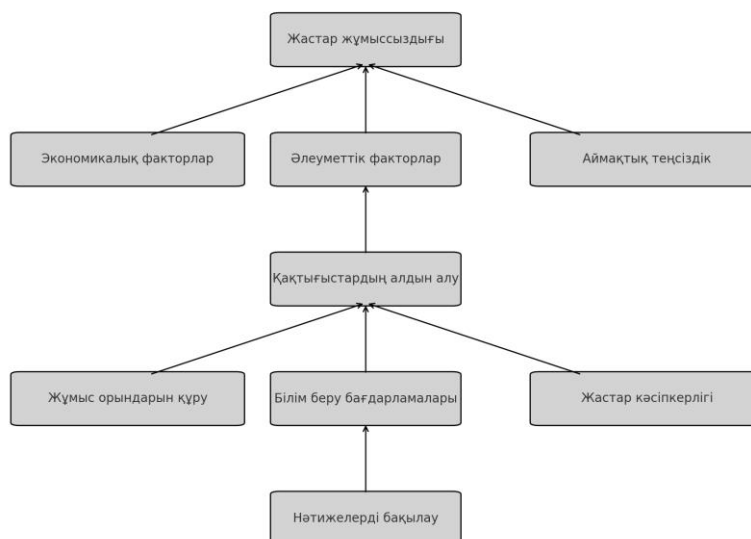 Жастар жұмыссыздығы
Экономикалық факторлар
Әлеуметтік факторлар
Аймақтық теңсіздік
Қақтығыстардың алдын алу
Жұмыс орындарын құру
Білім беру бағдарламалары
Жастар кәсіпкерлігі
Нәтижелерді бақылау